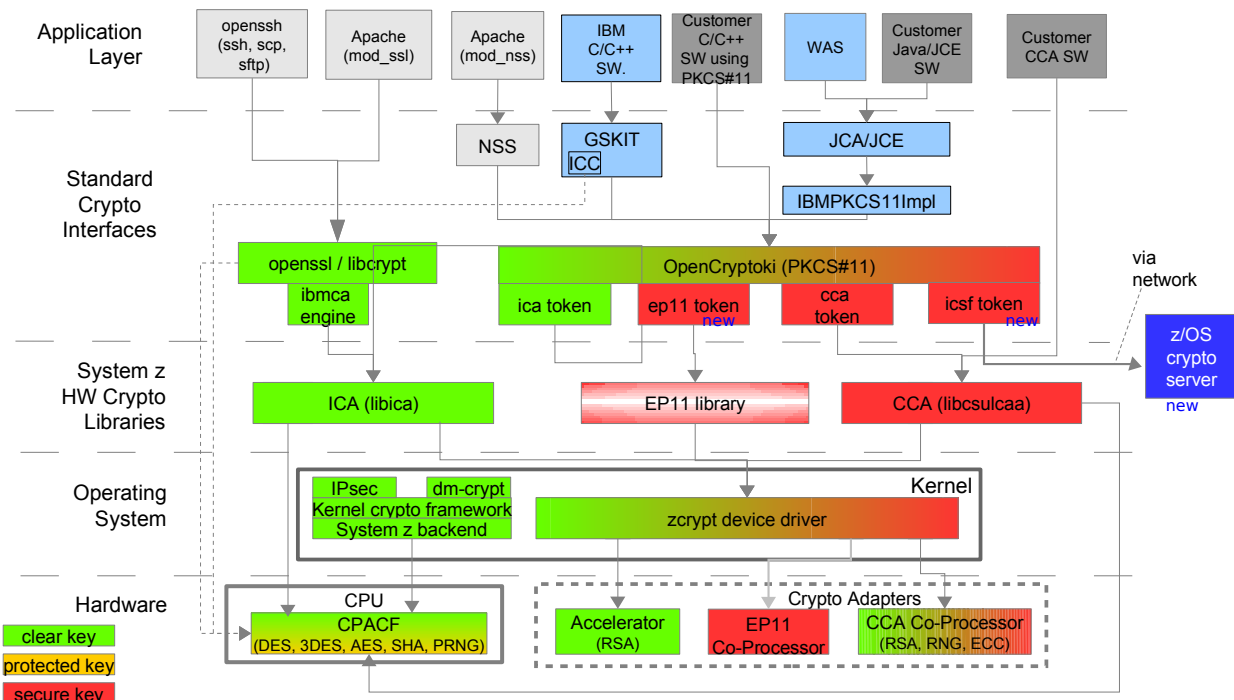 Application
Layer
openssh
(ssh, scp,
sftp)
Apache
(mod_ssl)
Apache
(mod_nss)
IBM
C/C++
SW.
Customer
C/C++
SW using
PKCS#11
WAS
Customer
Java/JCE
SW
Customer
CCA SW
Standard
Crypto
Interfaces
NSS
GSKIT
ICC
JCA/JCE
IBMPKCS11Impl
openssl / libcrypt
ibmca
engine
OpenCryptoki (PKCS#11)
ica token
ep11 token
new
cca
token
icsf token
new
via
network
z/OS
crypto
server
new
System z
HW Crypto
Libraries
ICA (libica)
EP11 library
CCA (libcsulcaa)
Operating
System
IPsec
dm-crypt
Kernel crypto framework
System z backend
Kernel
zcrypt device driver
Hardware
CPU
CPACF
(DES, 3DES, AES, SHA, PRNG)
Crypto Adapters
Accelerator
(RSA)
EP11
Co-Processor
CCA Co-Processor
(RSA, RNG, ECC)
clear key
protected key
secure key